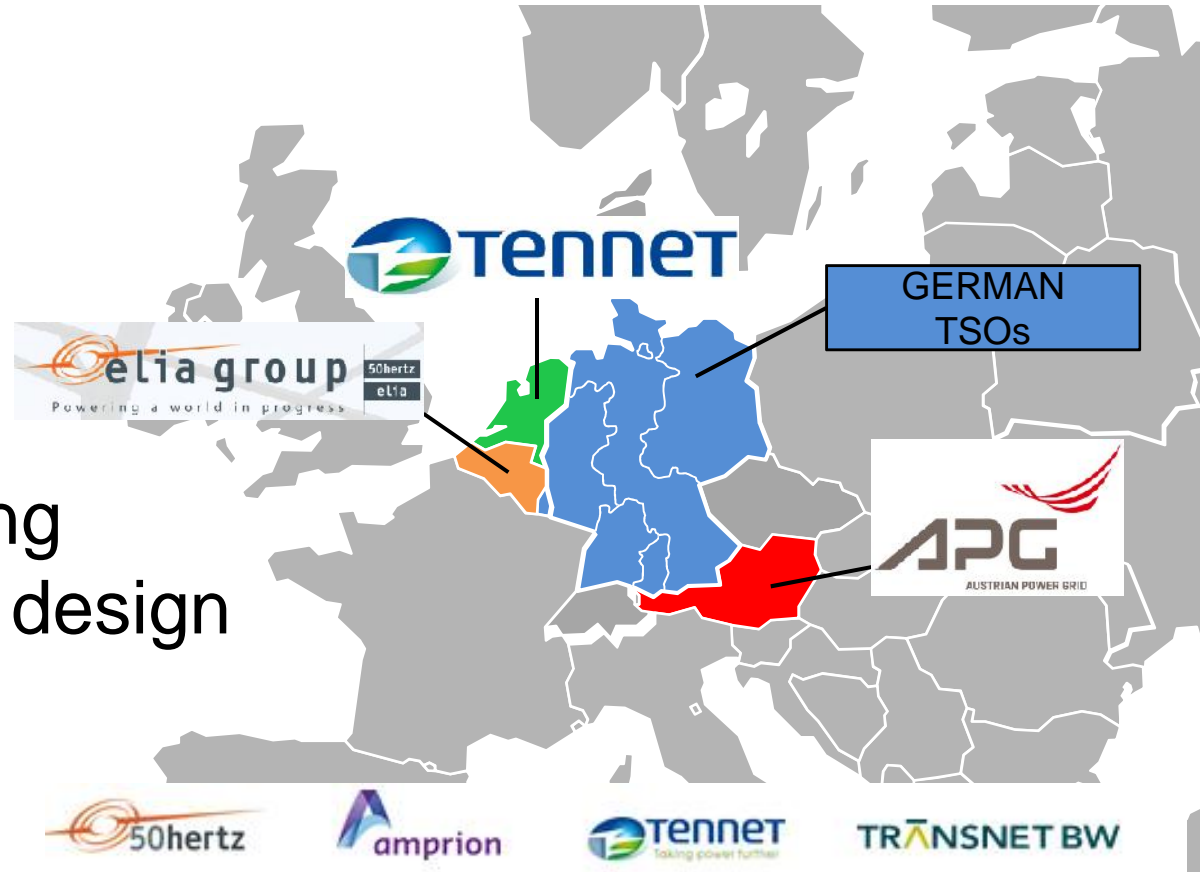 TENNET
GERMAN
TSOs
elia group
50hertz
elia
Powering a world in progress
APG
AUSTRIAN POWER GRID
ng
design
50hertz
amprion
TENNET
Taking power further
TRANSNET BW